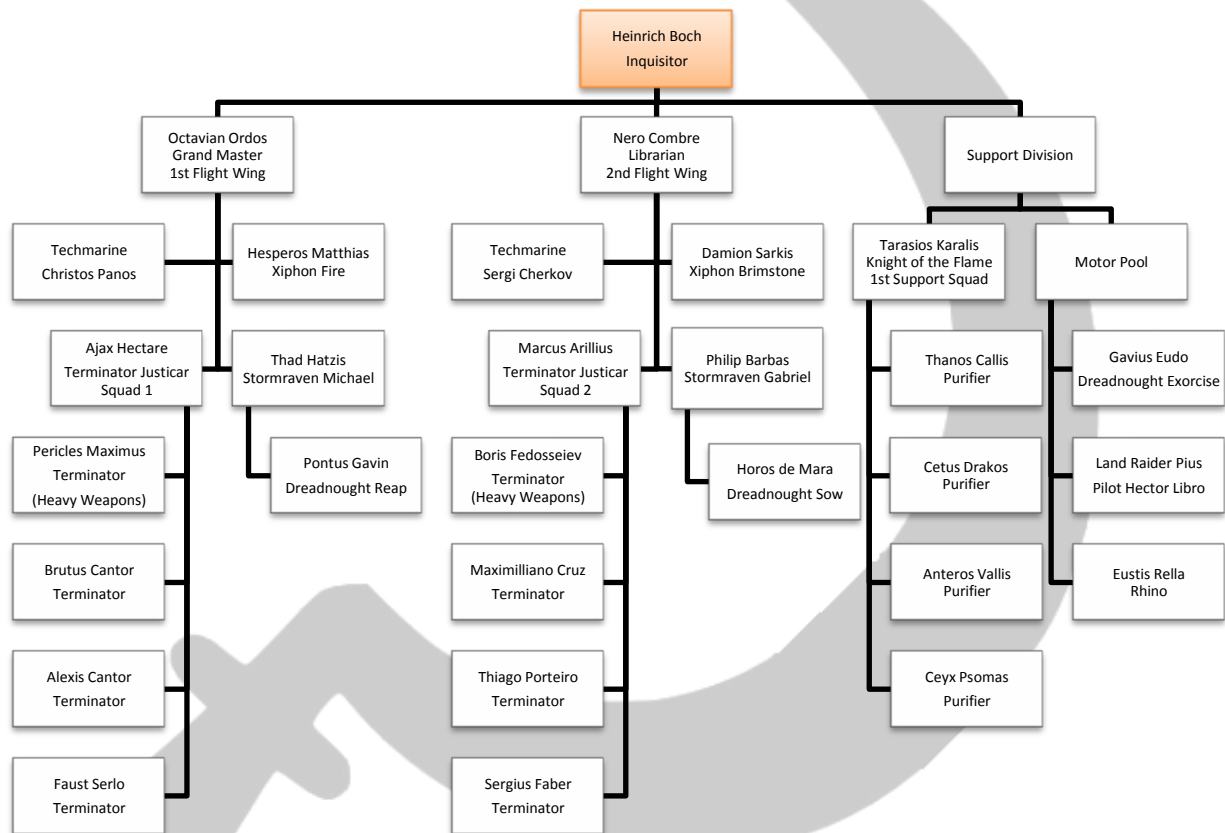 Heinrich Boch
Inquisitor
Octavian Ordos
Grand Master
1st Flight Wing
Nero Combre
Librarian
2nd Flight Wing
Support Division
Techmarine
Christos Panos
Hesperos Matthias
Xiphon Fire
Techmarine
Sergi Cherkov
Damion Sarkis
Xiphon Brimstone
Tarasios Karalis
Knight of the Flame
1st Support Squad
Motor Pool
Ajax Hectare
Terminator Justicar
Squad 1
Thad Hatzis
Stormraven Michael
Marcus Arillius
Terminator Justicar
Squad 2
Philip Barbas
Stormraven Gabriel
Thanos Callis
Purifier
Gavius Eudo
Dreadnought Exorcise
Pericles Maximus
Terminator
(Heavy Weapons)
Pontus Gavin
Dreadnought Reap
Boris Fedosseiev
Terminator
(Heavy Weapons)
Horos de Mara
Dreadnought Sow
Cetus Drakos
Purifier
Land Raider Pius
Pilot Hector Libro
Brutus Cantor
Terminator
Maximilliano Cruz
Terminator
Anteros Vallis
Purifier
Eustis Rella
Rhino
Alexis Cantor
Terminator
Thiago Porteiro
Terminator
Ceyx Psomas
Purifier
Faust Serlo
Terminator
Sergius Faber
Terminator